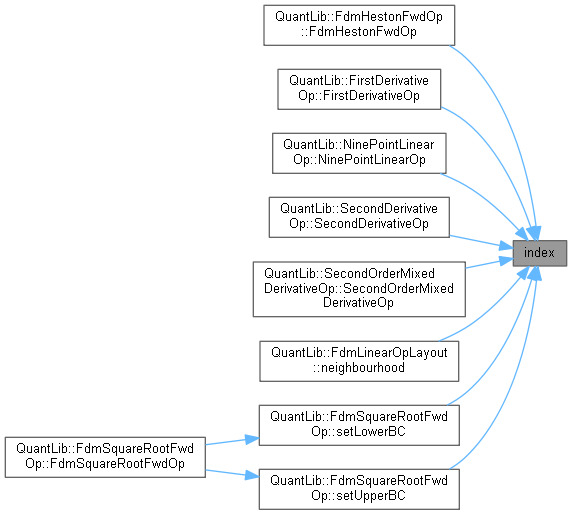 QuantLib::FdmHestonFwdOp
::FdmHestonFwdOp
QuantLib::FirstDerivative
Op::FirstDerivativeOp
QuantLib::NinePointLinear
Op::NinePointLinearOp
QuantLib::SecondDerivative
Op::SecondDerivativeOp
index
QuantLib::SecondOrderMixed
DerivativeOp::SecondOrderMixed
DerivativeOp
QuantLib::FdmLinearOpLayout
::neighbourhood
QuantLib::FdmSquareRootFwd
Op::setLowerBC
QuantLib::FdmSquareRootFwd
Op::FdmSquareRootFwdOp
QuantLib::FdmSquareRootFwd
Op::setUpperBC